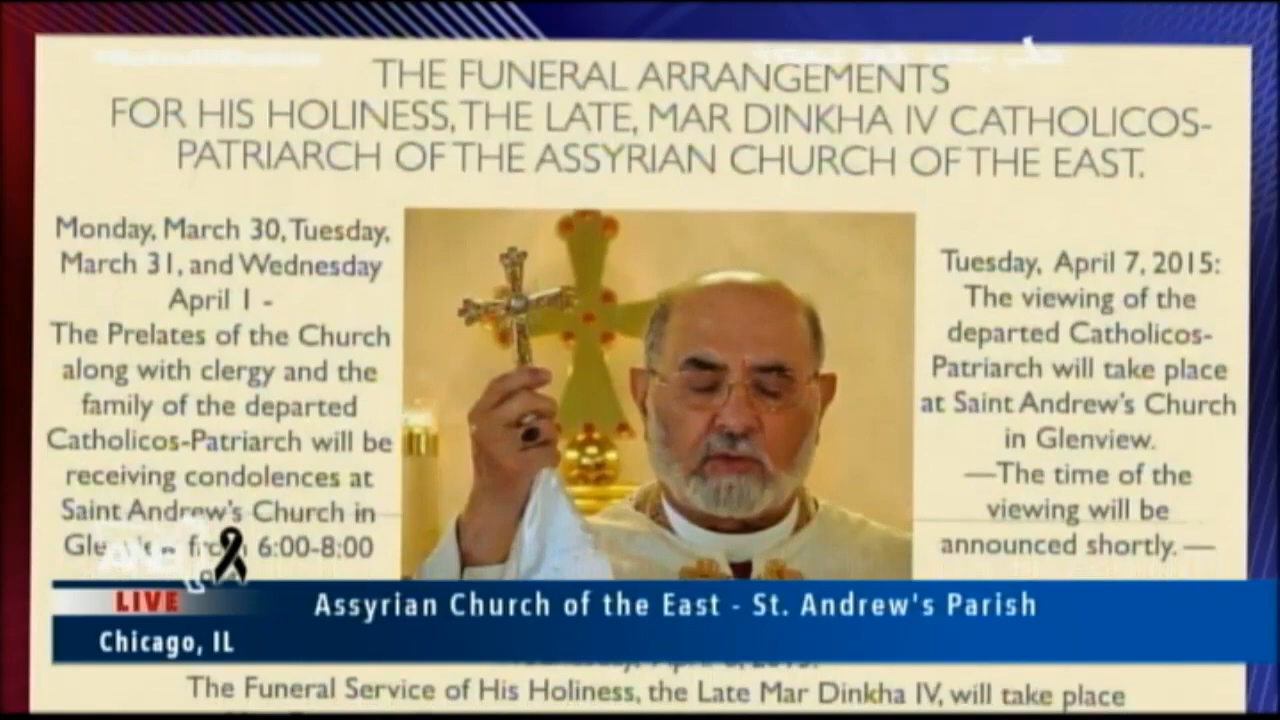 THE FUNERAL ARRANGEMENTS
FOR HIS HOLINESS, THE LATE, MAR DINKHA IV CATHOLICOS-
PATRIARCH OF THE ASSYRIAN CHURCH OF THE EAST.
Monday, March 30, Tuesday,
March 31, and Wednesday
April 1 -
The Prelates of the Church
along with clergy and the
family of the departed
Catholicos-Patriarch will be
receiving condolences at
Saint Andrew's Church in
6:00-8:00
Tuesday, April 7, 2015:
The viewing of the
departed Catholicos-
Patriarch will take place
at Saint Andrew's Church
in Glenview.
—The time of the
viewing will be
announced shortly. —
LIVE
Assyrian Church of the East - St. Andrew's Parish
Chicago, IL
The Funeral Service of His Holiness, the Late Mar Dinkha IV, will take place